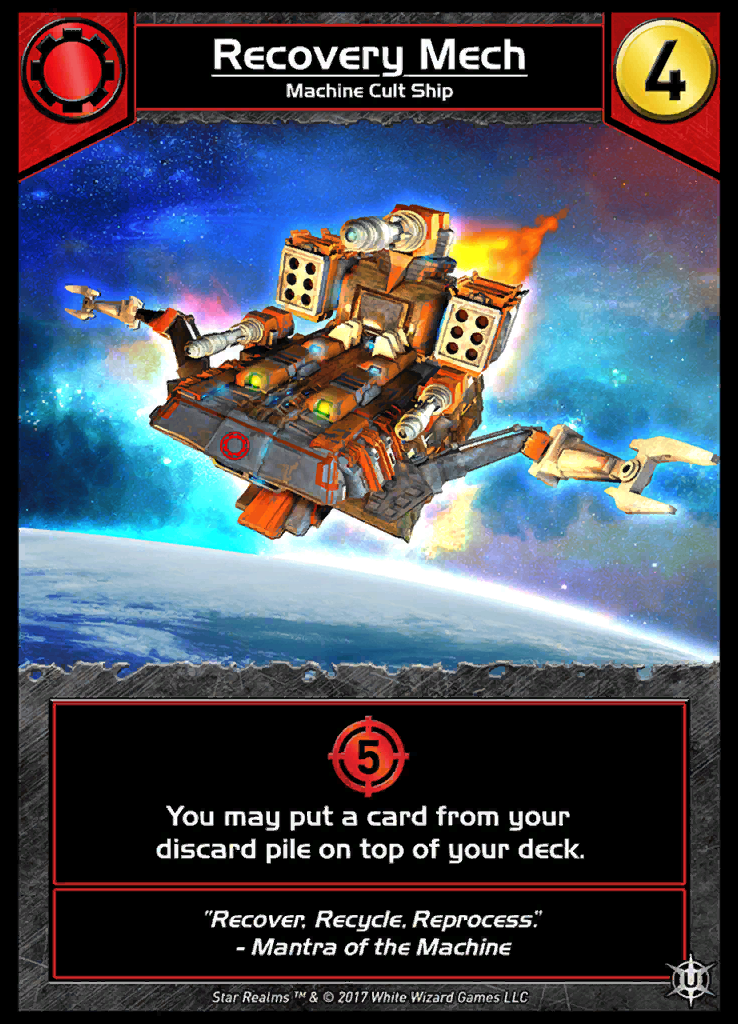 Recovery Mech
Machine Cult Ship
4
5
You may put a card from your
discard pile on top of your deck.
"Recover, Recycle, Reprocess."
- Mantra of the Machine
U
Star Realms ™ & © 2017 White Wizard Games LLC